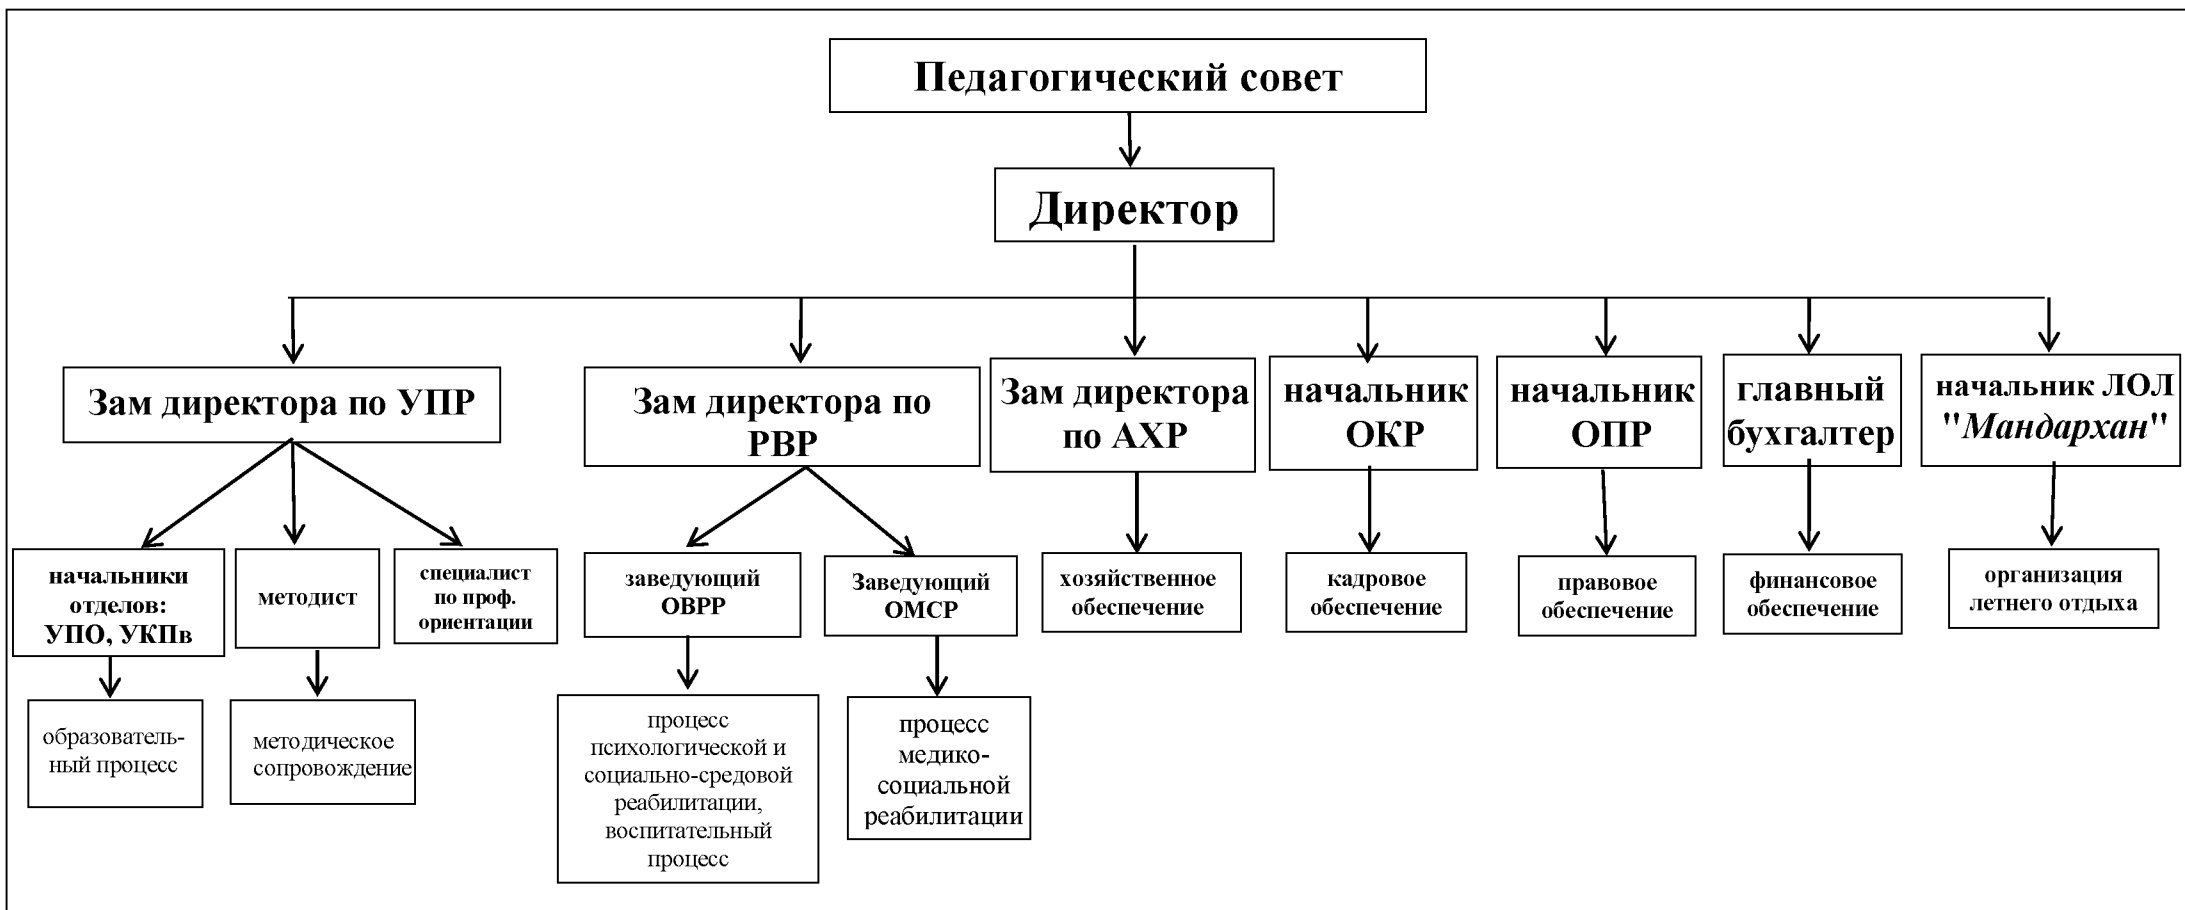 Педагогический совет
Директор
Зам директора по УПР
Зам директора по
РВР
Зам директора
по АХР
начальник
ОКР
начальник
ОПР
главный
бухгалтер
начальник ЛОЛ
"Мандархан"
начальники
отделов:
УПО, УКПв
методист
специалист
по проф.
ориентации
заведующий
ОВРР
Заведующий
ОМСР
хозяйственное
обеспечение
кадровое
обеспечение
правовое
обеспечение
финансовое
обеспечение
организация
летнего отдыха
образователь-
ный процесс
методическое
сопровождение
процесс
психологической и
социально-средовой
реабилитации,
воспитательный
процесс
процесс
медико-
социальной
реабилитации